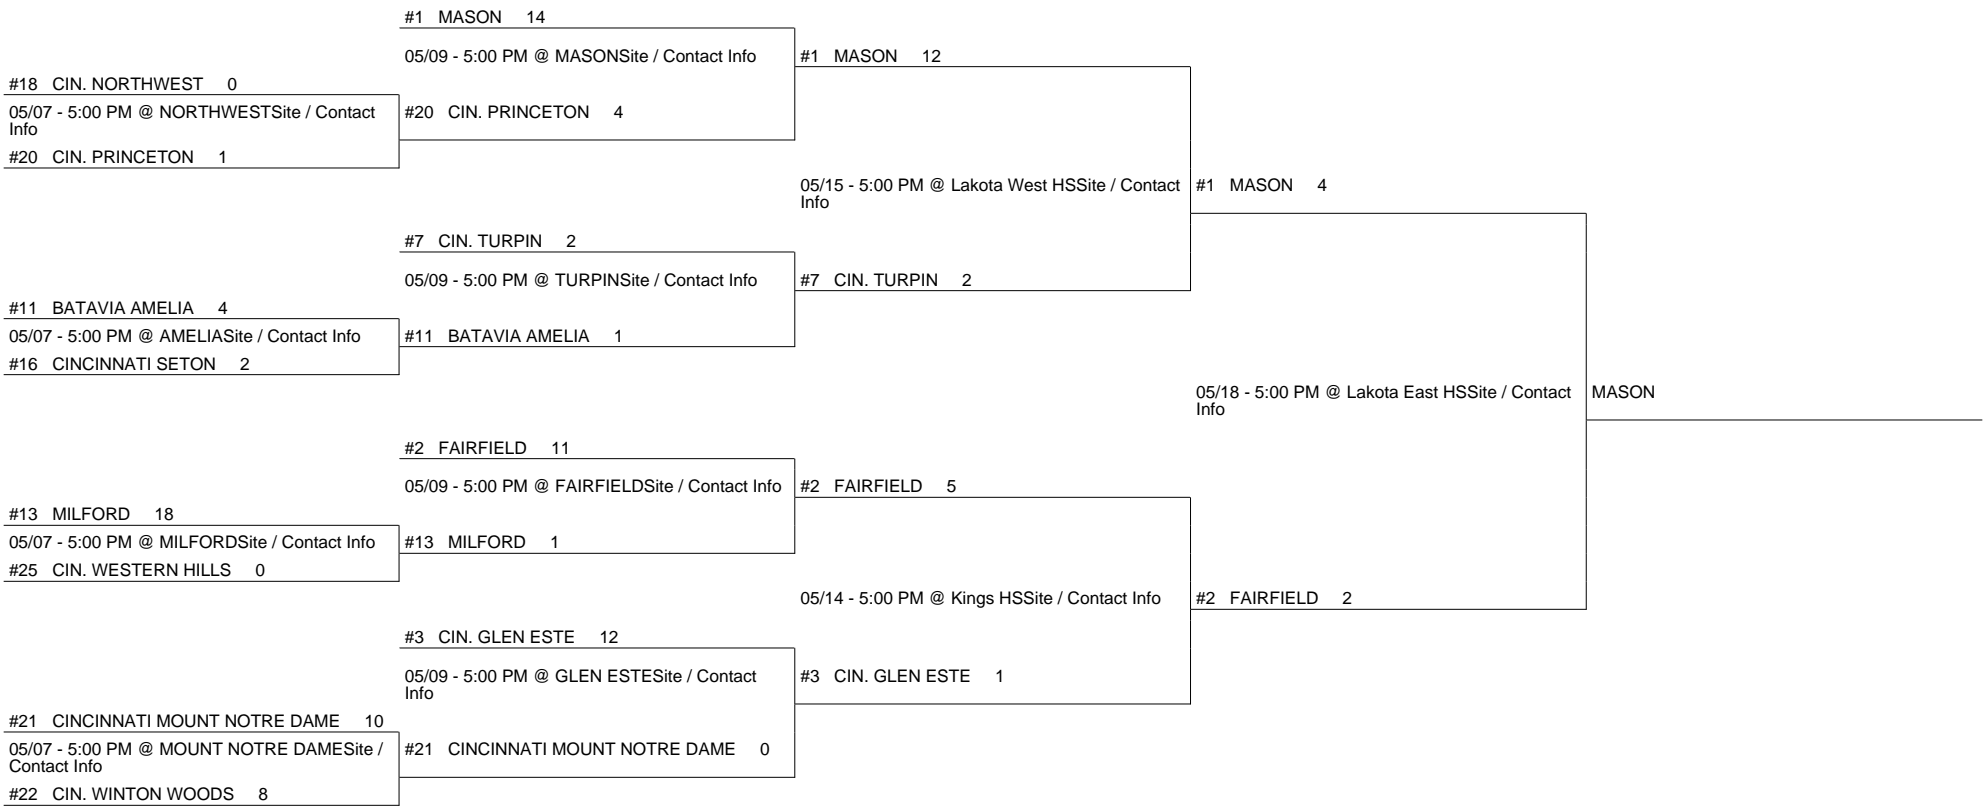 #1 MASON 14
05/09 - 5:00 PM @ MASONSite / Contact Info
#1 MASON 12
#18 CIN. NORTHWEST 0
05/07 - 5:00 PM @ NORTHWESTSite / Contact
Info
#20 CIN. PRINCETON 4
#20 CIN. PRINCETON 1
05/15 - 5:00 PM @ Lakota West HSSite / Contact
Info
#1 MASON 4
#7 CIN. TURPIN 2
05/09 - 5:00 PM @ TURPINSite / Contact Info
#7 CIN. TURPIN 2
#11 BATAVIA AMELIA 4
05/07 - 5:00 PM @ AMELIASite / Contact Info
#11 BATAVIA AMELIA 1
#16 CINCINNATI SETON 2
05/18 - 5:00 PM @ Lakota East HSSite / Contact
Info
MASON
#2 FAIRFIELD 11
05/09 - 5:00 PM @ FAIRFIELDSite / Contact Info
#2 FAIRFIELD 5
#13 MILFORD 18
05/07 - 5:00 PM @ MILFORDSite / Contact Info
#13 MILFORD 1
#25 CIN. WESTERN HILLS 0
05/14 - 5:00 PM @ Kings HSSite / Contact Info
#2 FAIRFIELD 2
#3 CIN. GLEN ESTE 12
05/09 - 5:00 PM @ GLEN ESTESite / Contact
Info
#3 CIN. GLEN ESTE 1
#21 CINCINNATI MOUNT NOTRE DAME 10
05/07 - 5:00 PM @ MOUNT NOTRE DAMESite /
Contact Info
#21 CINCINNATI MOUNT NOTRE DAME 0
#22 CIN. WINTON WOODS 8